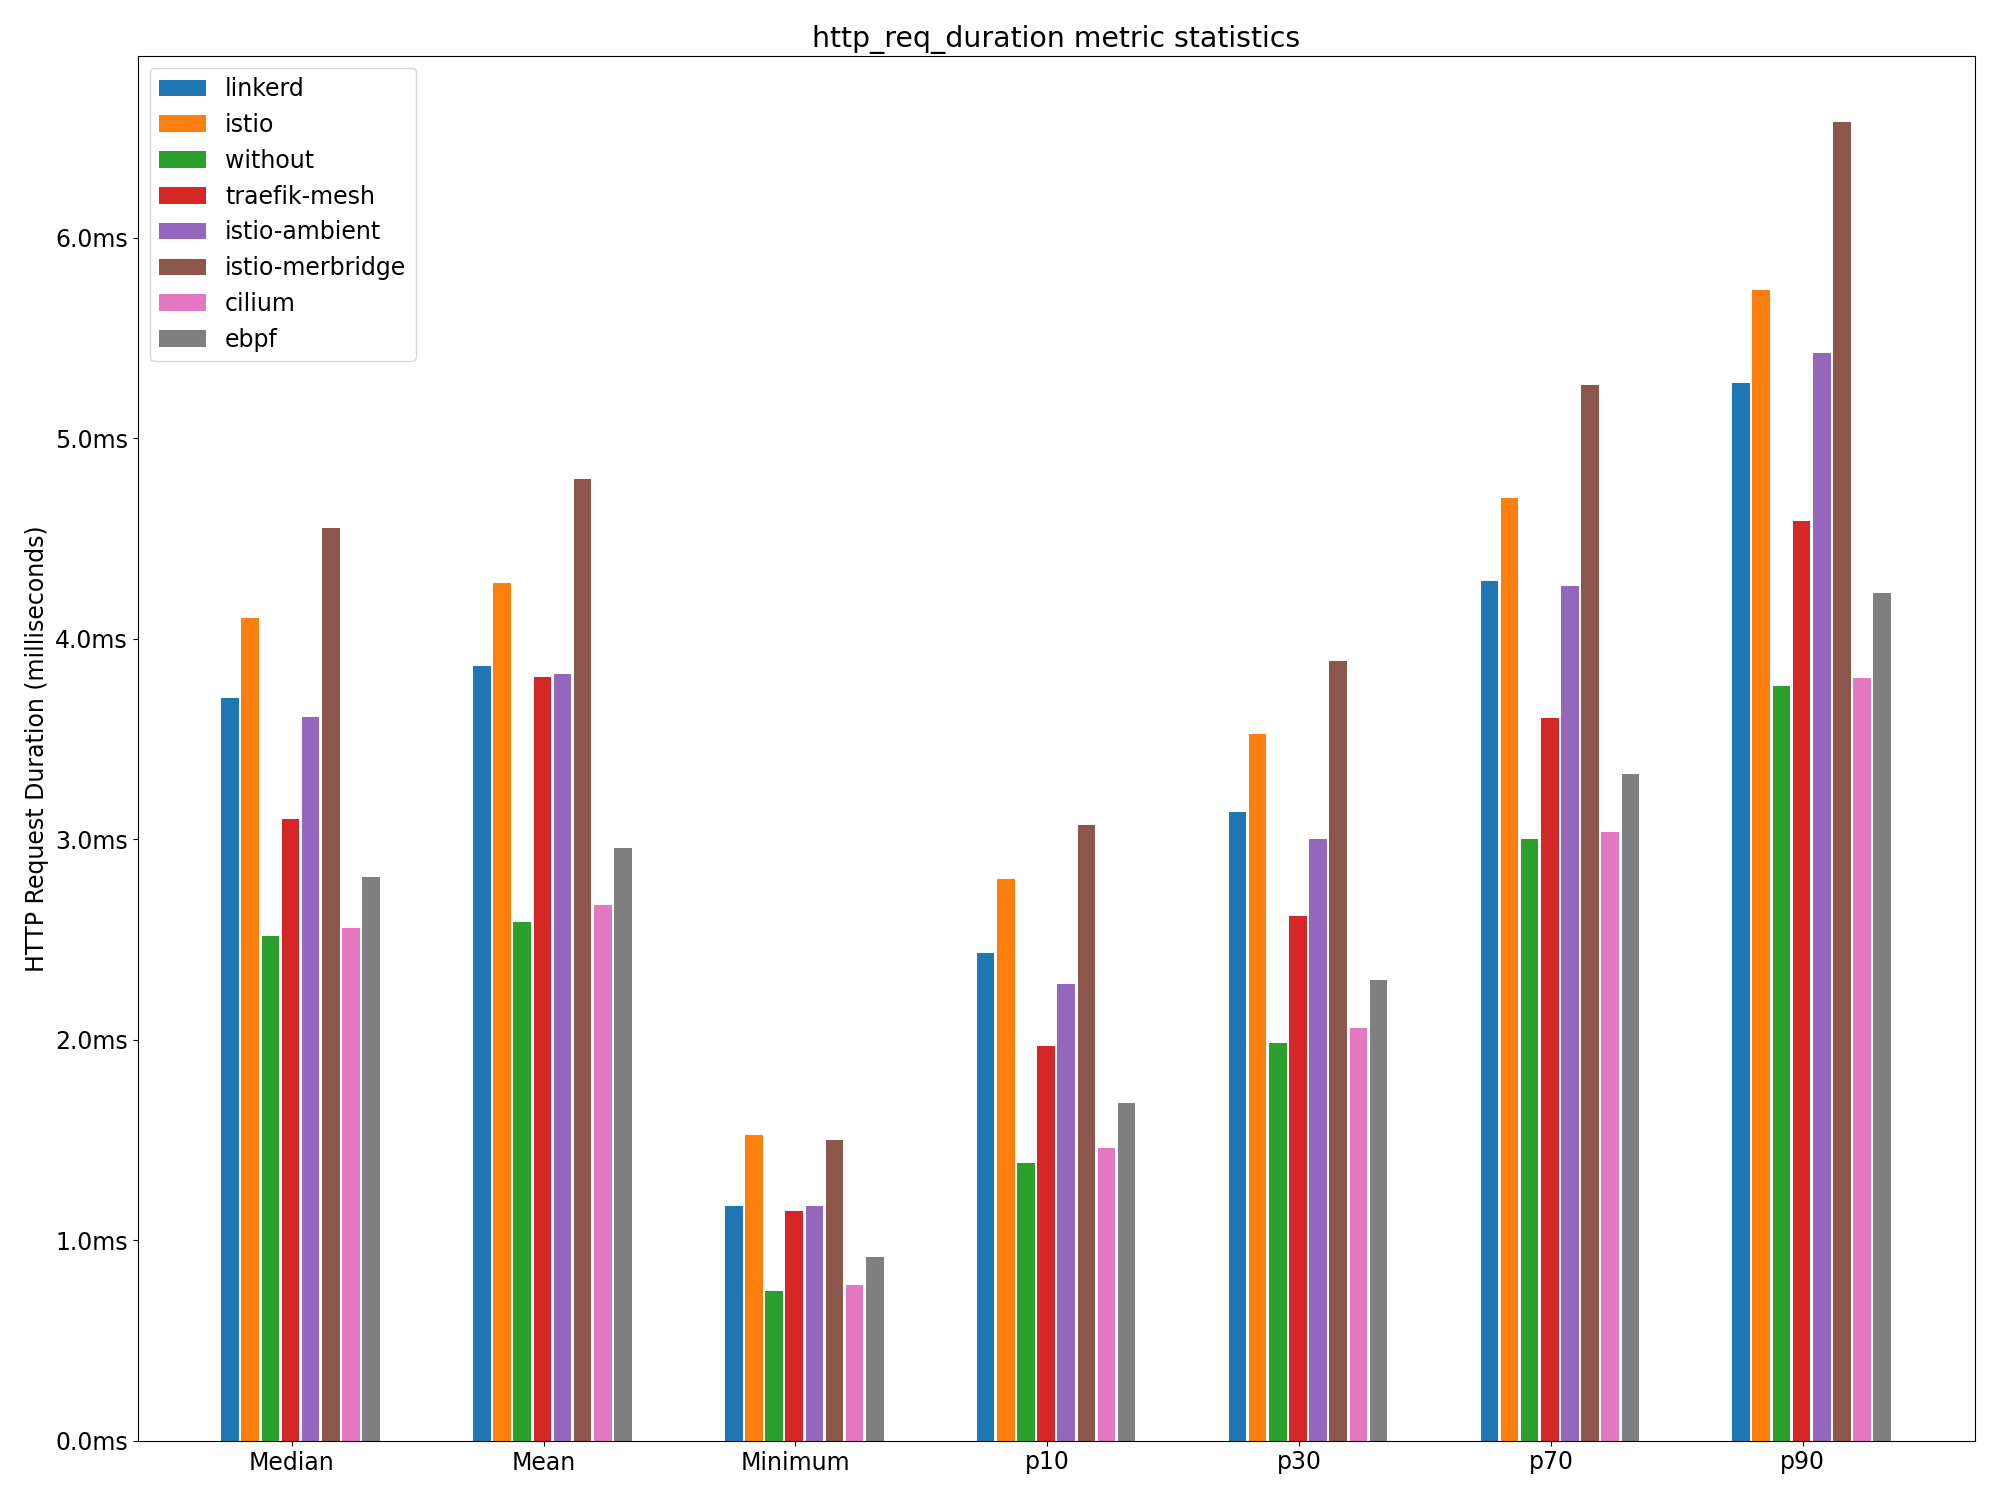 http_req_duration metric statistics
linkerd
istio
without
traefik-mesh
istio-ambient
istio-merbridge
cilium
ebpf
HTTP Request Duration (milliseconds)
6.0ms
5.0ms
4.0ms
3.0ms
2.0ms
1.0ms
0.0ms
Median Mean Minimum p10 p30 p70 p90